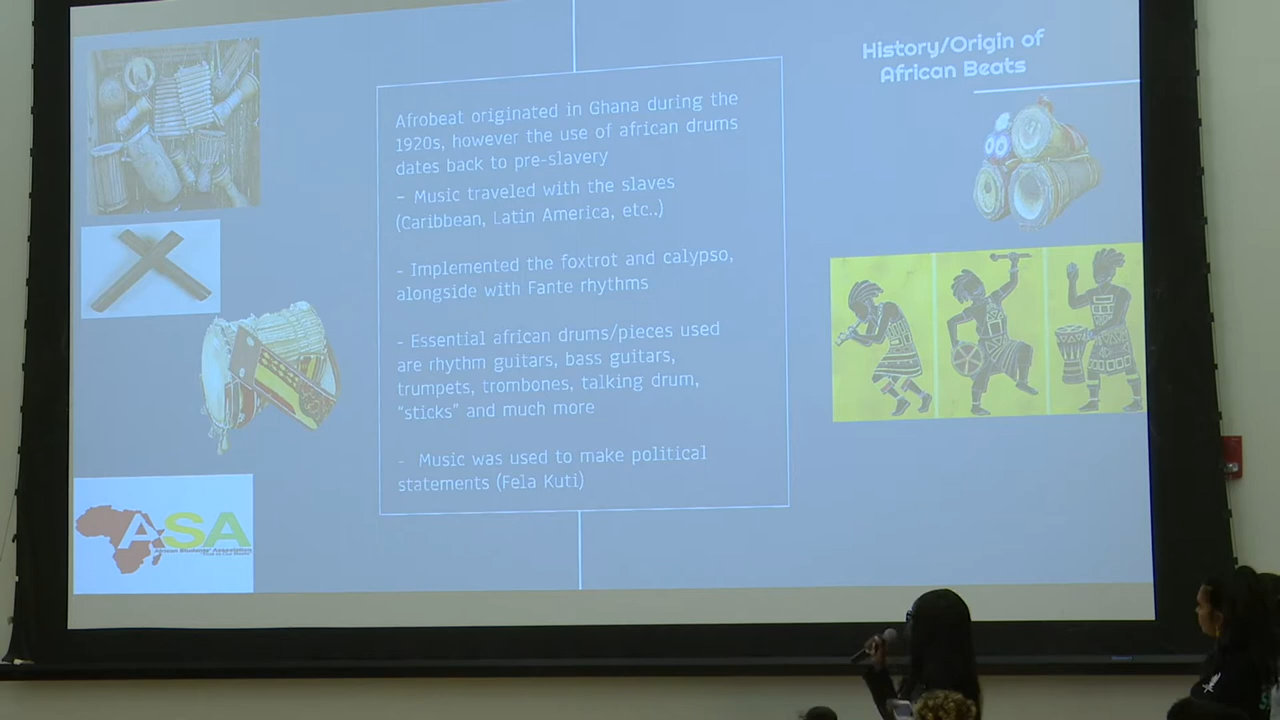 History/Origin of
African Beats
Afrobeat originated in Ghana during the
1920s, however the use of african drums
dates back to pre-slavery
- Music traveled with the slaves
(Caribbean, Latin America, etc.,)
- Implemented the foxtrot and calypso,
alongside with Fante rhythms
- Essential african drums/pieces used
are rhythm guitars, bass guitars,
trumpets, trombones, talking drum,
"sticks" and much more
- Music was used to make political
statements (Fela Kuti)
ASA
African Students' Association